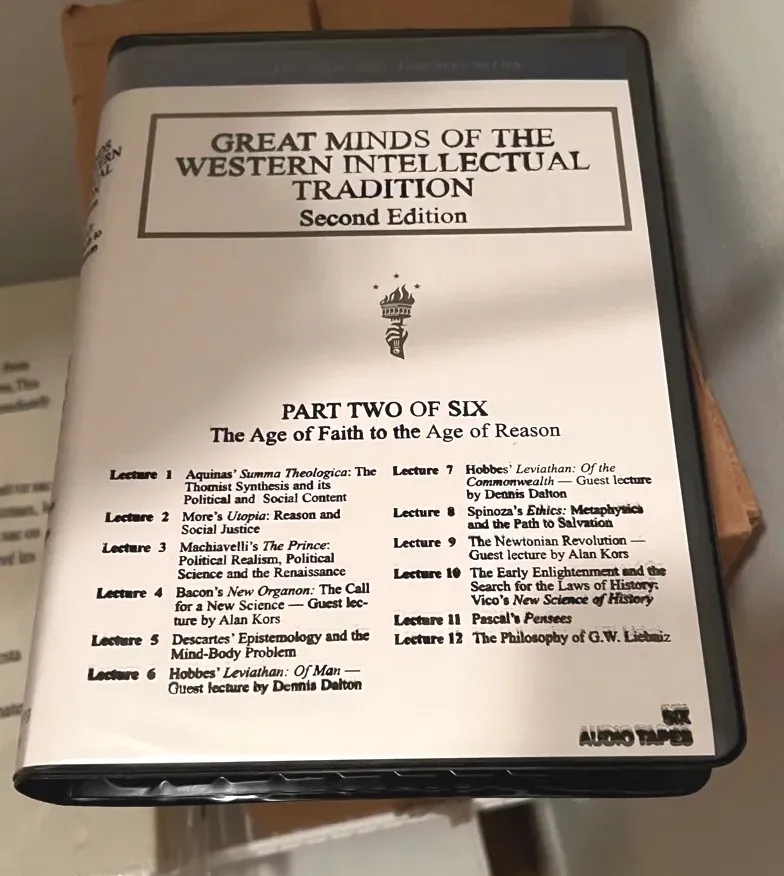 GREAT MINDS OF THE
WESTERN INTELLECTUAL
TRADITION
Second Edition
PART TWO OF SIX
The Age of Faith to the Age of Reason
Lecture 1 Aquinas' Summa Theologica: The
Thomist Synthesis and its
Political and Social Content
Lecture 2 More's Utopia: Reason and
Social Justice
Lecture 3 Machiavelli's The Prince:
Political Realism, Political
Science and the Renaissance
Lecture 4 Bacon's New Organon: The Call
for a New Science — Guest lec-
ture by Alan Kors
Lecture 5 Descartes' Epistemology and the
Mind-Body Problem
Lecture 6 Hobbes' Leviathan: Of Man —
Guest lecture by Dennis Dalton
Lecture 7 Hobbes' Leviathan: Of the
Commonwealth — Guest lecture
by Dennis Dalton
Lecture 8 Spinoza's Ethics: Metaphysics
and the Path to Salvation
Lecture 9 The Newtonian Revolution —
Guest lecture by Alan Kors
Lecture 10 The Early Enlightenment and the
Search for the Laws of History:
Vico's New Science of History
Lecture 11 Pascal's Pensees
Lecture 12 The Philosophy of G.W. Leibniz
SIX
AUDIO TAPES